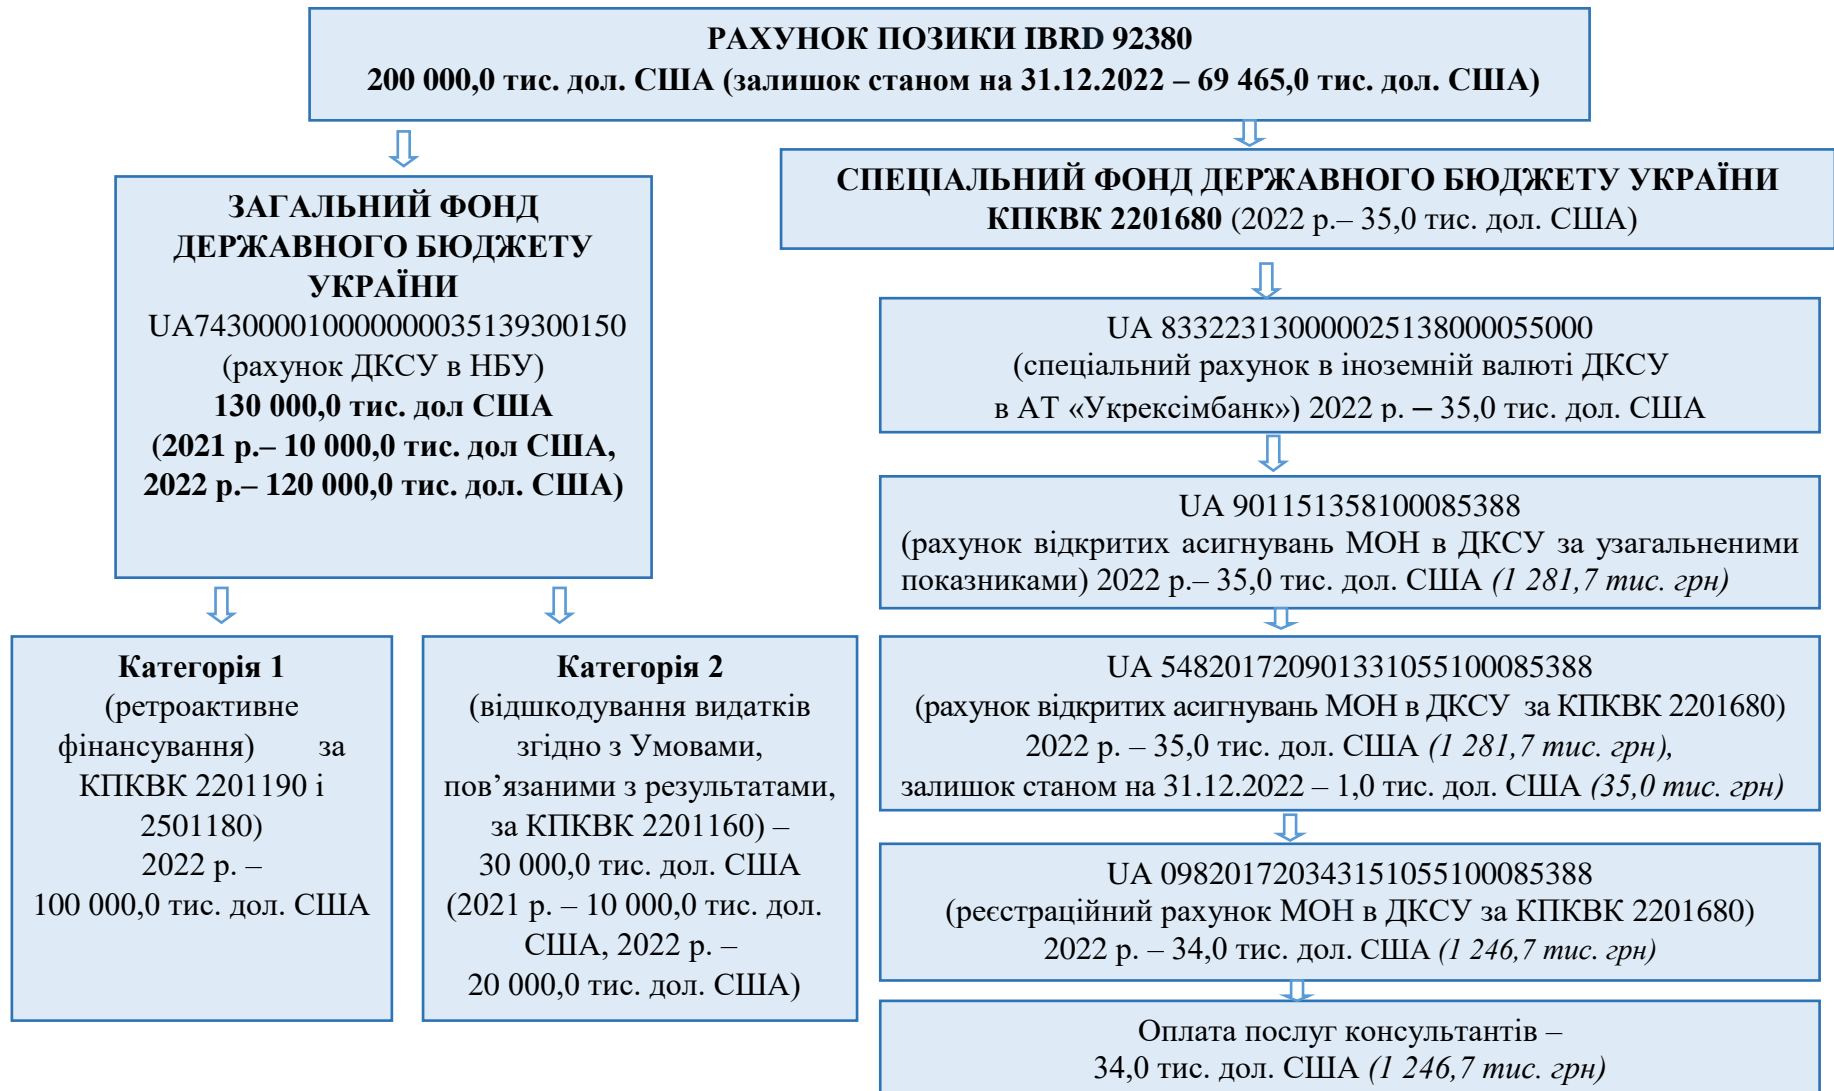 РАХУНОК ПОЗИКИ IBRD 92380
200 000,0 тис. дол. США (залишок станом на 31.12.2022 – 69 465,0 тис. дол. США)
ЗАГАЛЬНИЙ ФОНД
ДЕРЖАВНОГО БЮДЖЕТУ
УКРАЇНИ
UA743000010000000035139300150
(рахунок ДКСУ в НБУ)
130 000,0 тис. дол США
(2021 р.– 10 000,0 тис. дол США,
2022 р.– 120 000,0 тис. дол. США)
Категорія 1
(ретроактивне
фінансування) за
КПКВК 2201190 і
2501180)
2022 р. –
100 000,0 тис. дол. США
Категорія 2
(відшкодування видатків
згідно з Умовами,
пов’язаними з результатами,
за КПКВК 2201160) –
30 000,0 тис. дол. США
(2021 р. – 10 000,0 тис. дол.
США, 2022 р. –
20 000,0 тис. дол. США)
СПЕЦІАЛЬНИЙ ФОНД ДЕРЖАВНОГО БЮДЖЕТУ УКРАЇНИ
КПКВК 2201680 (2022 р.– 35,0 тис. дол. США)
UA 833223130000025138000055000
(спеціальний рахунок в іноземній валюті ДКСУ
в АТ «Укрексімбанк») 2022 р. – 35,0 тис. дол. США
UA 901151358100085388
(рахунок відкритих асигнувань МОН в ДКСУ за узагальненими
показниками) 2022 р.– 35,0 тис. дол. США (1 281,7 тис. грн)
UA 548201720901331055100085388
(рахунок відкритих асигнувань МОН в ДКСУ за КПКВК 2201680)
2022 р. – 35,0 тис. дол. США (1 281,7 тис. грн),
залишок станом на 31.12.2022 – 1,0 тис. дол. США (35,0 тис. грн)
UA 098201720343151055100085388
(реєстраційний рахунок МОН в ДКСУ за КПКВК 2201680)
2022 р. – 34,0 тис. дол. США (1 246,7 тис. грн)
Оплата послуг консультантів –
34,0 тис. дол. США (1 246,7 тис. грн)